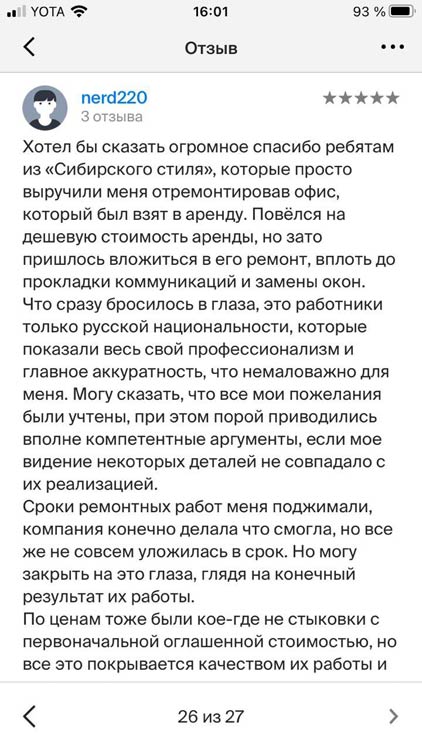 YOTA 16:01 93 %
Отзыв
nerd220
3 отзыва
Хотел бы сказать огромное спасибо ребятам
из «Сибирского стиля», которые просто
выручили меня отремонтировав офис,
который был взят в аренду. Повёлся на
дешевую стоимость аренды, но зато
пришлось вложиться в его ремонт, вплоть до
прокладки коммуникаций и замены окон.
Что сразу бросилось в глаза, это работники
только русской национальности, которые
показали весь свой профессионализм и
главное аккуратность, что немаловажно для
меня. Могу сказать, что все мои пожелания
были учтены, при этом порой приводились
вполне компетентные аргументы, если мое
видение некоторых деталей не совпадало с
их реализацией.
Сроки ремонтных работ меня поджимали,
компания конечно делала что смогла, но все
же не совсем уложилась в срок. Но могу
закрыть на это глаза, глядя на конечный
результат их работы.
По ценам тоже были кое-где не стыковки с
первоначальной оглашенной стоимостью, но
все это покрывается качеством их работы и
26 из 27